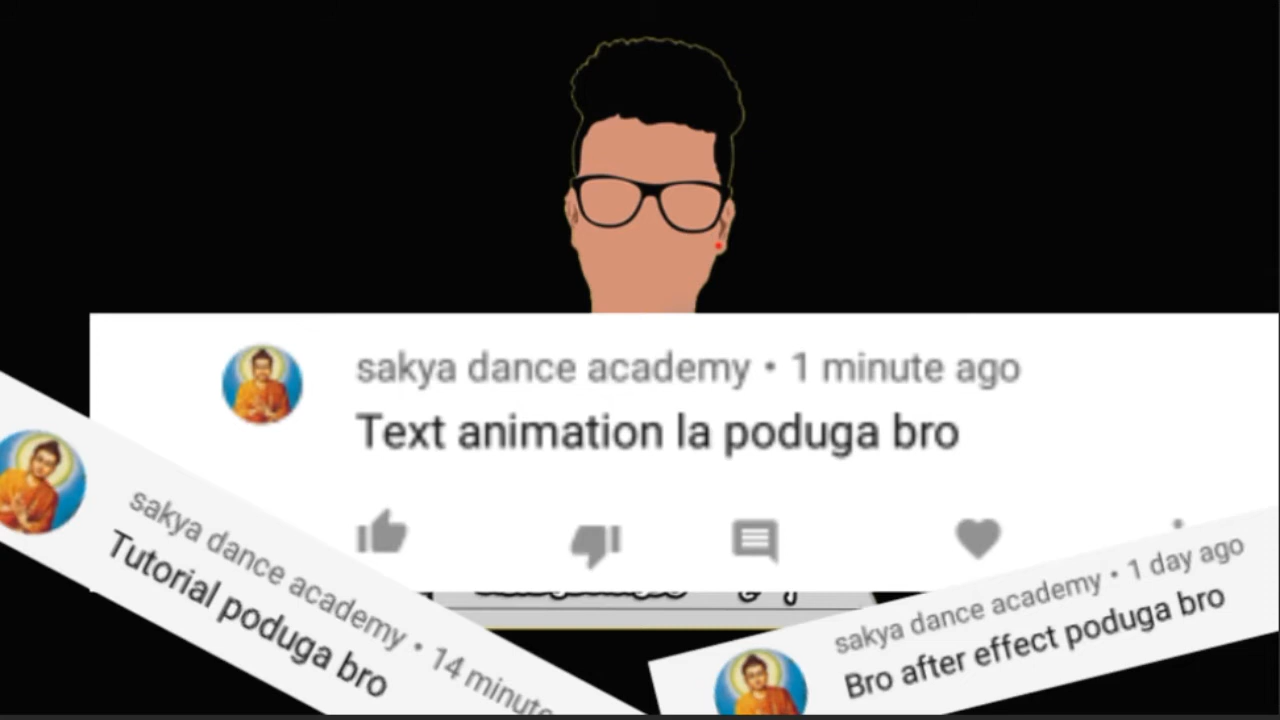 sakya dance academy • 1 minute ago
Text animation la poduga bro
sakya dance academy • 14 minute
Tutorial poduga bro
sakya dance academy • 1 day ago
Bro after effect poduga bro